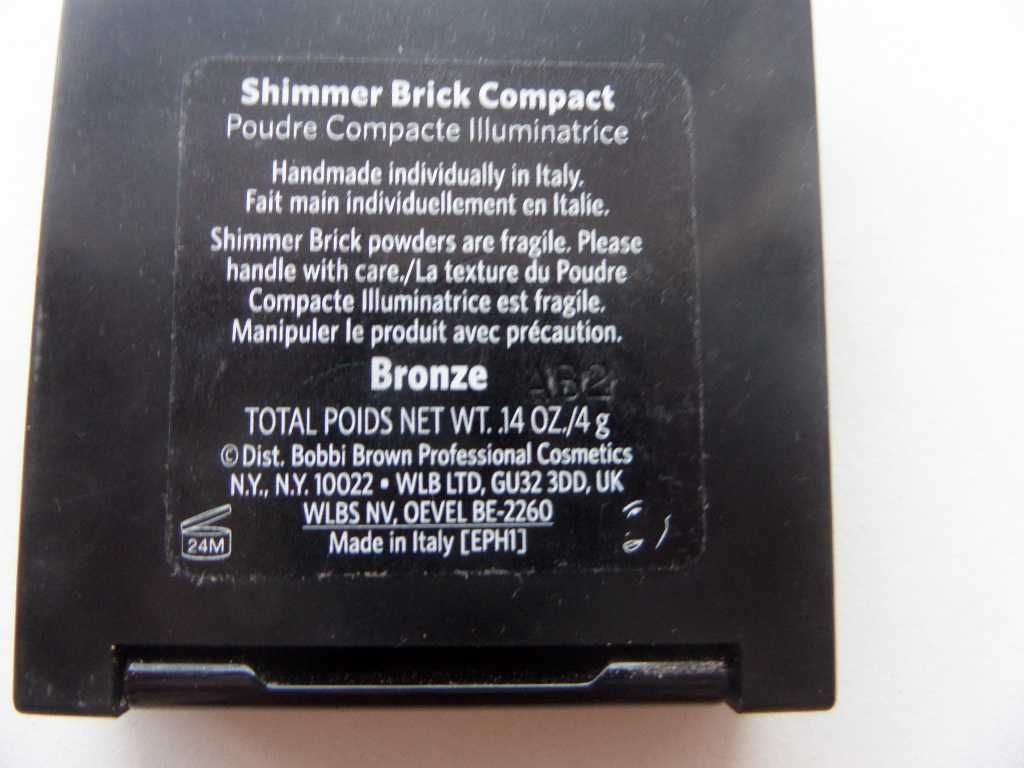 Shimmer Brick Compact
Poudre Compacte Illuminatrice
Handmade individually in Italy.
Fait main individuellement en Italie.
Shimmer Brick powders are fragile. Please
handle with care./La texture du Poudre
Compacte Illuminatrice est fragile.
Manipuler le produit avec précaution.
Bronze AB2
TOTAL POIDS NET WT. .14 OZ./4 g
© Dist. Bobbi Brown Professional Cosmetics
N.Y., N.Y. 10022 • WLB LTD, GU32 3DD, UK
WLBS NV, OEVEL BE-2260
24M
Made in Italy [EPH1]